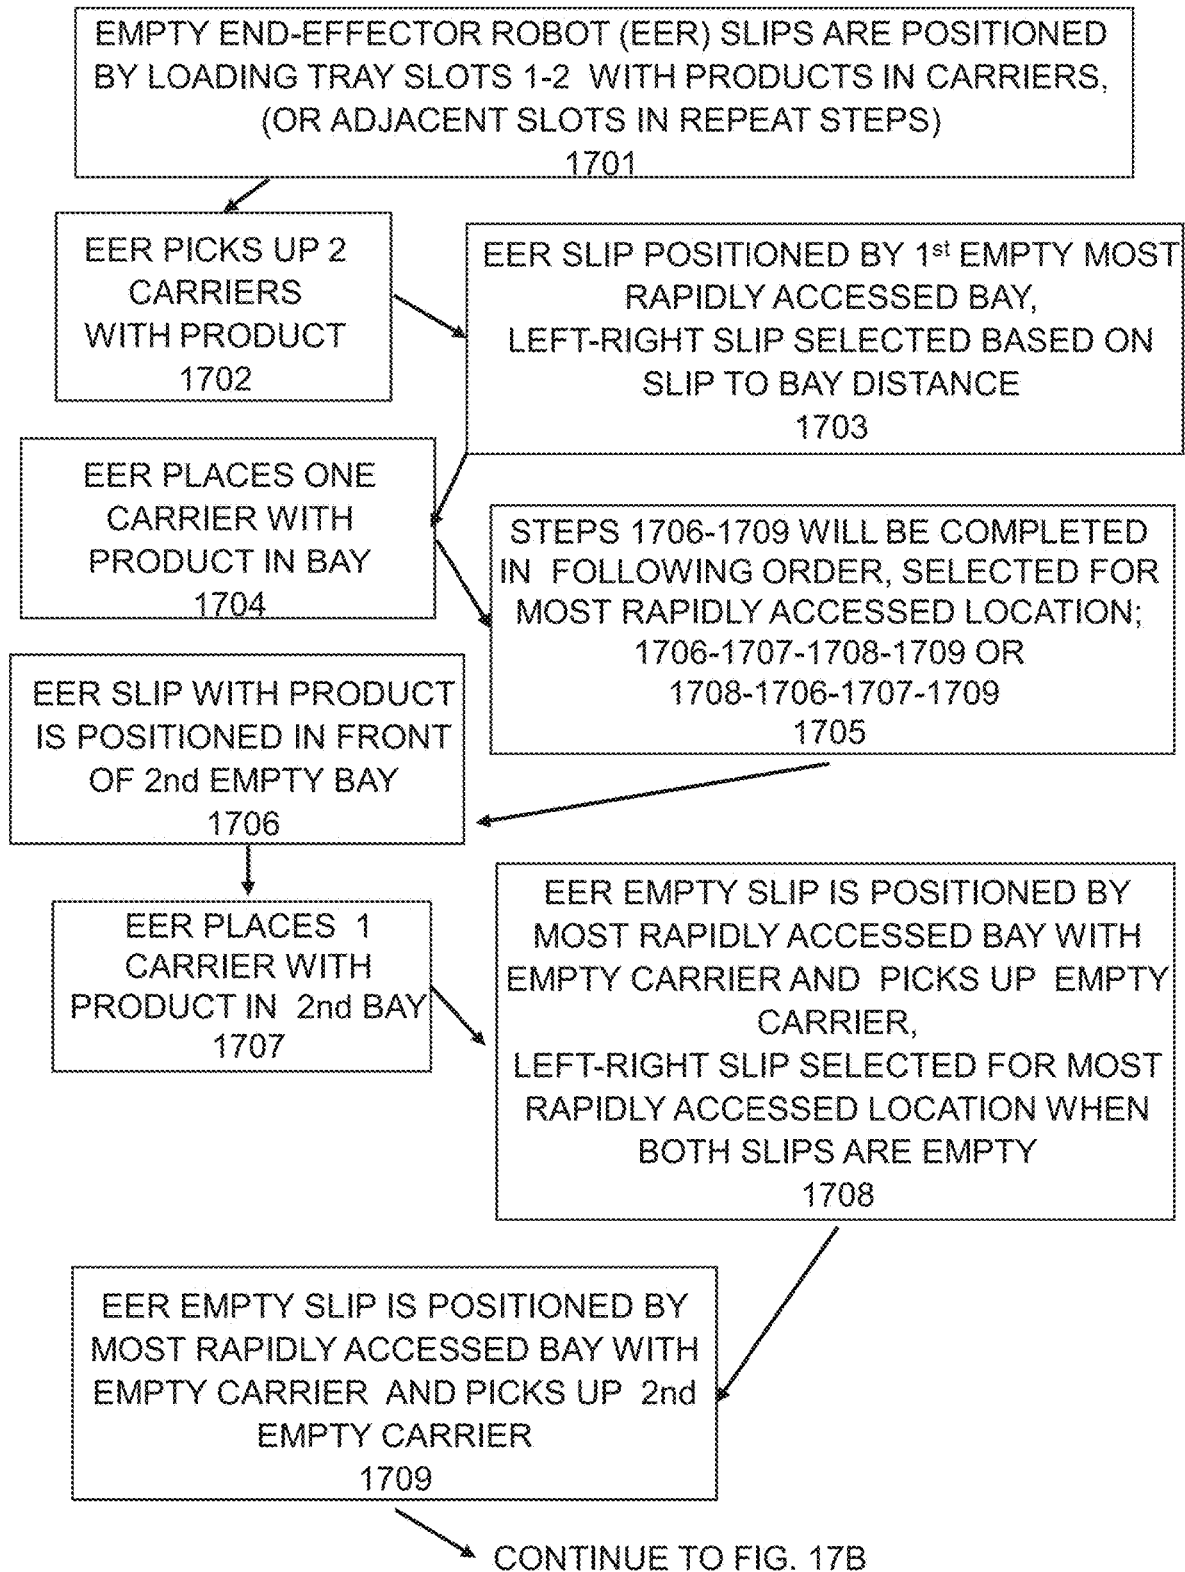 EMPTY END-EFFECTOR ROBOT (EER) SLIPS ARE POSITIONED
BY LOADING TRAY SLOTS 1-2 WITH PRODUCTS IN CARRIERS,
(OR ADJACENT SLOTS IN REPEAT STEPS)
1701
EER PICKS UP 2
CARRIERS
WITH PRODUCT
1702
EER SLIP POSITIONED BY 1st EMPTY MOST
RAPIDLY ACCESSED BAY,
LEFT-RIGHT SLIP SELECTED BASED ON
SLIP TO BAY DISTANCE
1703
EER PLACES ONE
CARRIER WITH
PRODUCT IN BAY
1704
STEPS 1706-1709 WILL BE COMPLETED
IN FOLLOWING ORDER, SELECTED FOR
MOST RAPIDLY ACCESSED LOCATION;
1706-1707-1708-1709 OR
1708-1706-1707-1709
1705
EER SLIP WITH PRODUCT
IS POSITIONED IN FRONT
OF 2nd EMPTY BAY
1706
EER PLACES 1
CARRIER WITH
PRODUCT IN 2nd BAY
1707
EER EMPTY SLIP IS POSITIONED BY
MOST RAPIDLY ACCESSED BAY WITH
EMPTY CARRIER AND PICKS UP EMPTY
CARRIER,
LEFT-RIGHT SLIP SELECTED FOR MOST
RAPIDLY ACCESSED LOCATION WHEN
BOTH SLIPS ARE EMPTY
1708
EER EMPTY SLIP IS POSITIONED BY
MOST RAPIDLY ACCESSED BAY WITH
EMPTY CARRIER AND PICKS UP 2nd
EMPTY CARRIER
1709
CONTINUE TO FIG. 17B